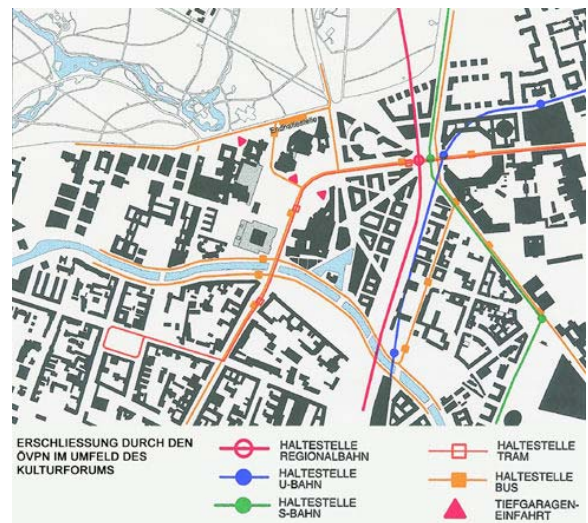 Endhaltestelle
ERSCHLIESSUNG DURCH DEN
ÖVPN IM UMFELD DES
KULTURFORUMS
HALTESTELLE
REGIONALBAHN
HALTESTELLE
U-BAHN
HALTESTELLE
S-BAHN
HALTESTELLE
TRAM
HALTESTELLE
BUS
TIEFGARAGEN-
EINFAHRT